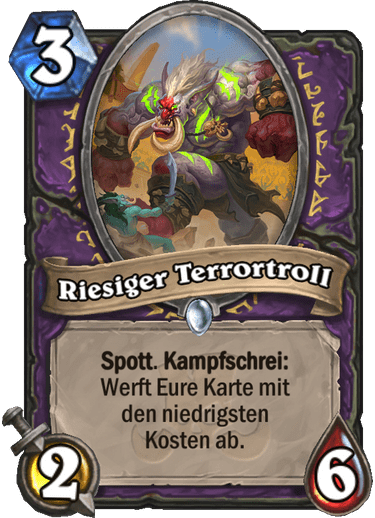 3
Riesiger Terrortroll
Spott. Kampfschrei:
Werft Eure Karte mit
den niedrigsten
Kosten ab.
2
6